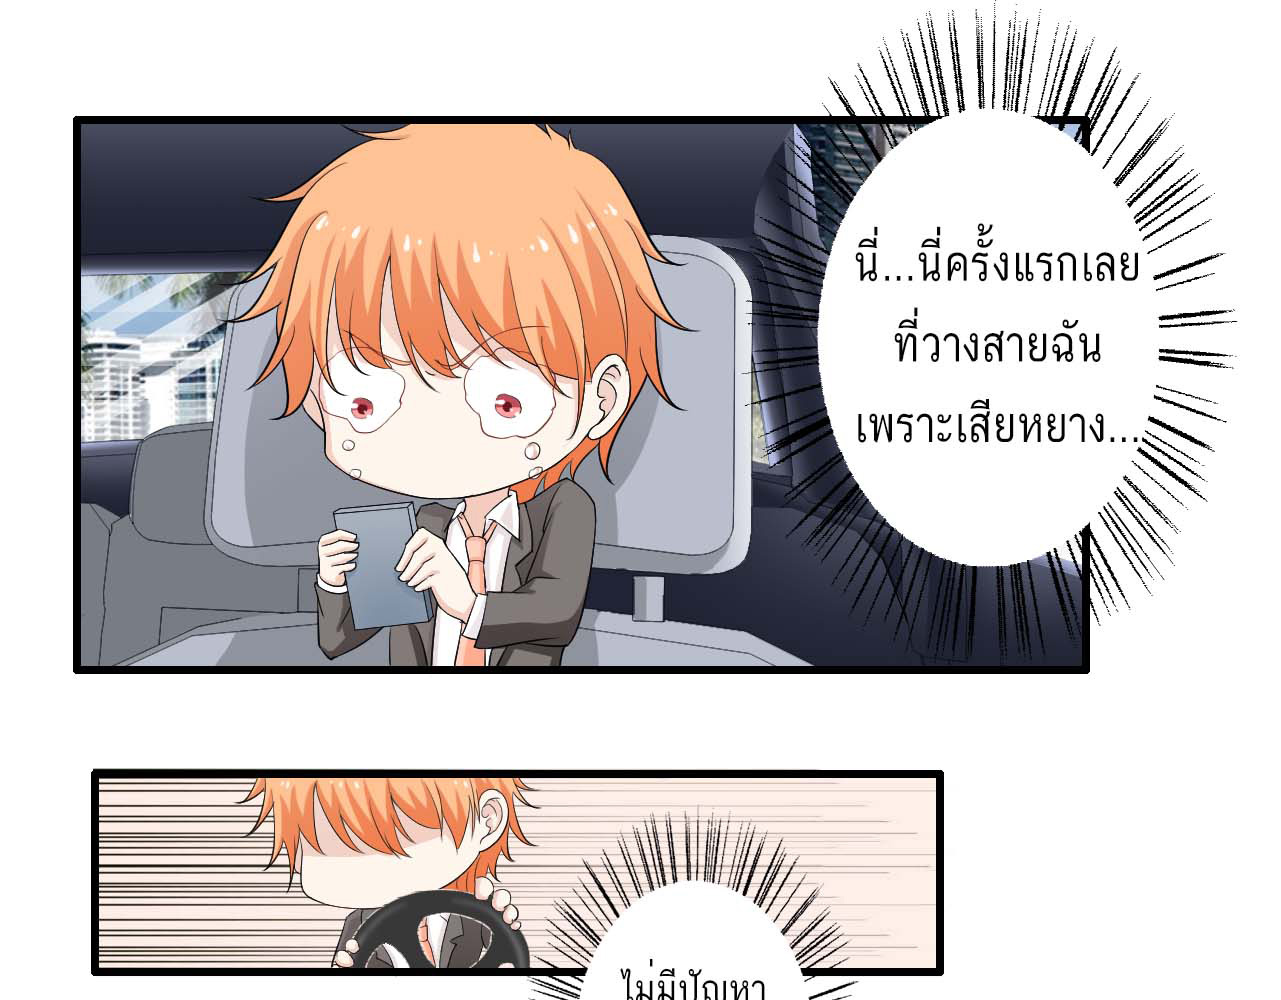 นี่...นี่ครั้งแรกเลย
ที่วางสายฉัน
เพราะเสียหยาง...
ไม่มีปัญหา